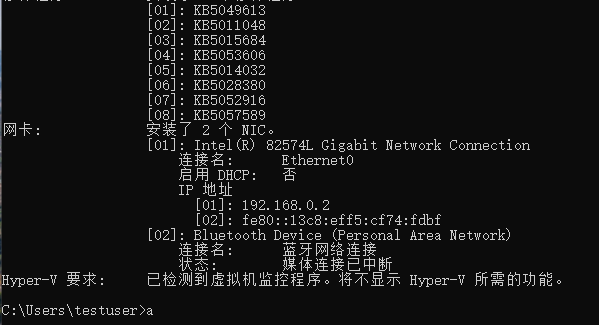 [01]: KB5049613
[02]: KB5011048
[03]: KB5015684
[04]: KB5053606
[05]: KB5014032
[06]: KB5028380
[07]: KB5052916
[08]: KB5057589
网卡: 安装了 2 个 NIC。
[01]: Intel(R) 82574L Gigabit Network Connection
连接名: Ethernet0
启用 DHCP: 否
IP 地址
[01]: 192.168.0.2
[02]: fe80::13c8:eff5:cf74:fdbf
[02]: Bluetooth Device (Personal Area Network)
连接名: 蓝牙网络连接
状态: 媒体连接已中断
Hyper-V 要求: 已检测到虚拟机监控程序。将不显示 Hyper-V 所需的功能。
C:\Users\testuser>a